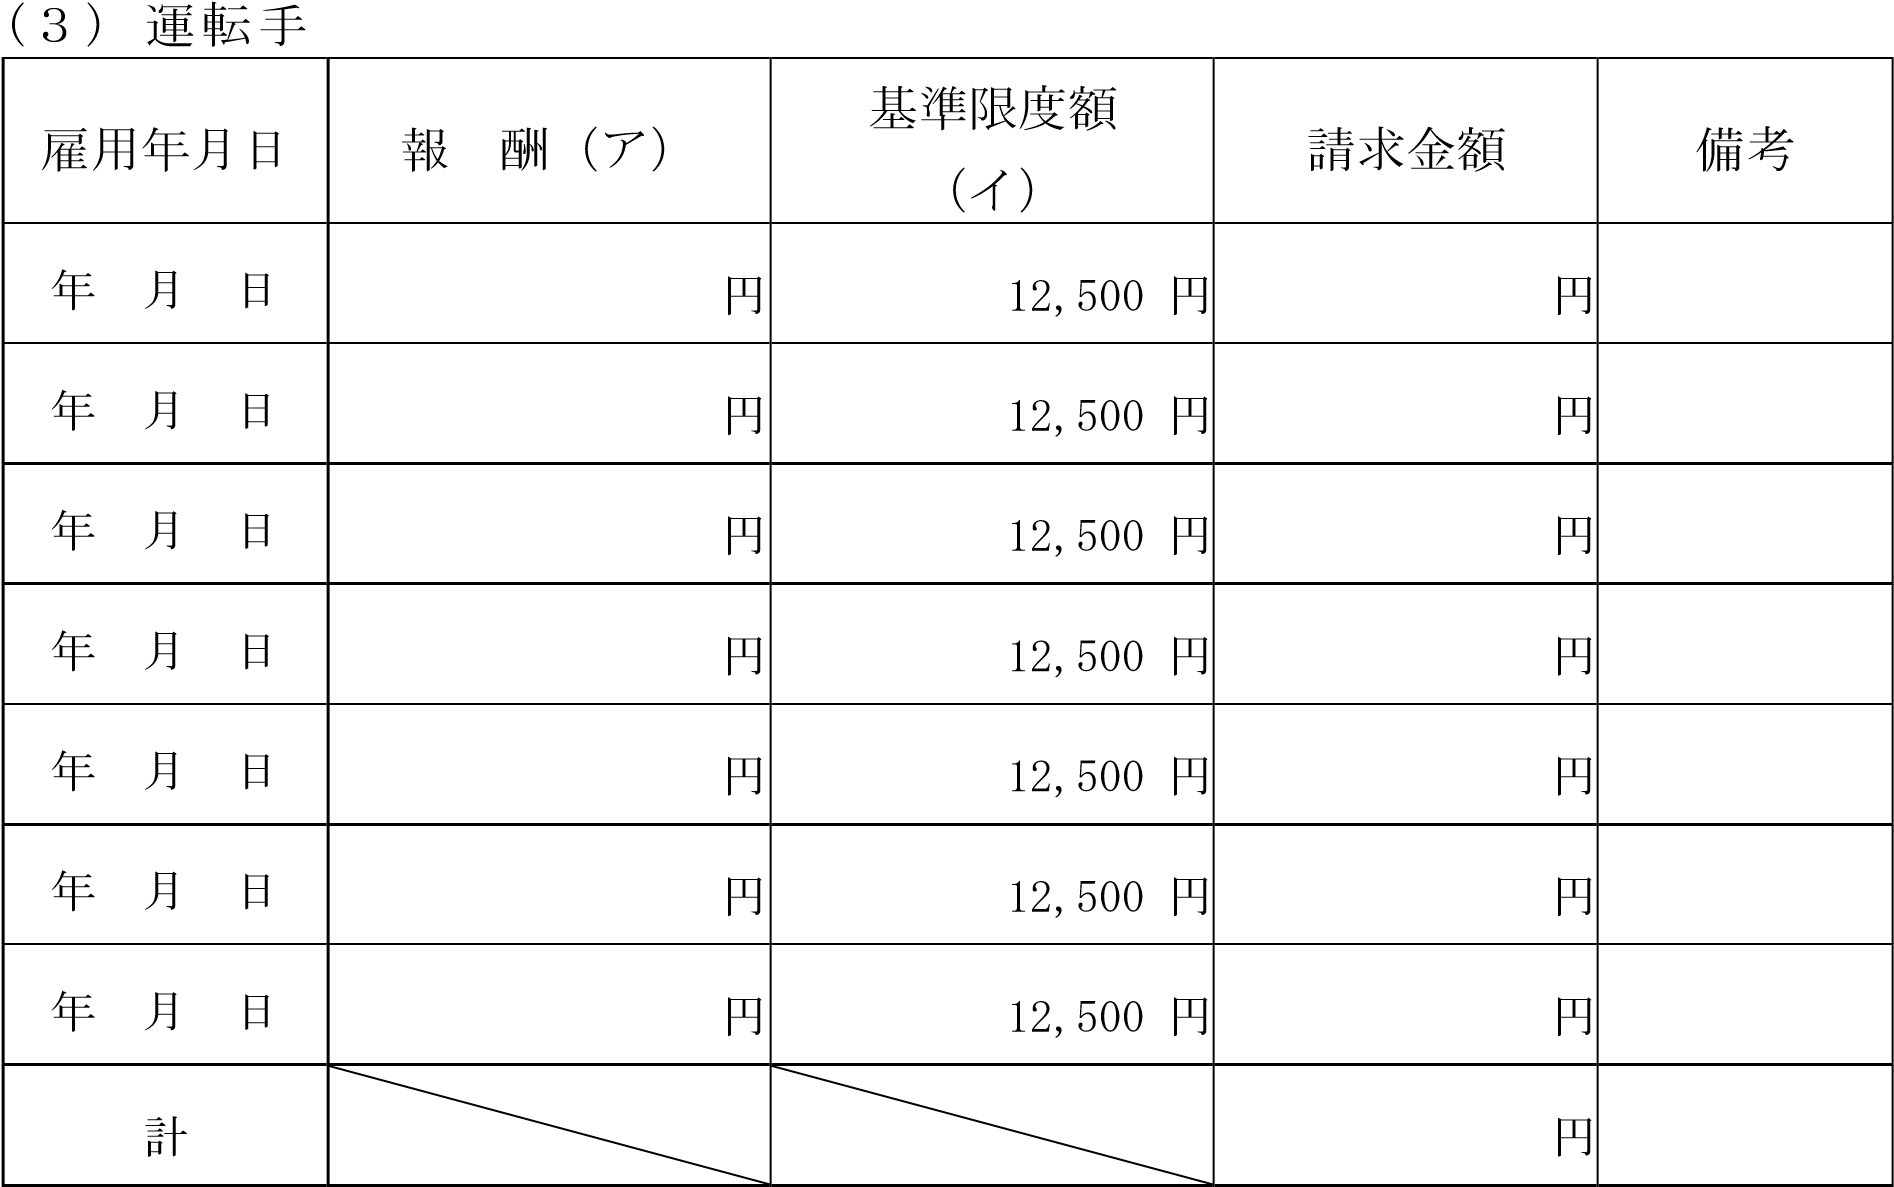 （３） 運転手
雇用年月日 報　酬（ア） 基準限度額 請求金額 備考
（イ）
年　月　日 円 12,500 円 円
年　月　日 円 12,500 円 円
年　月　日 円 12,500 円 円
年　月　日 円 12,500 円 円
年　月　日 円 12,500 円 円
年　月　日 円 12,500 円 円
年　月　日 円 12,500 円 円
計 円